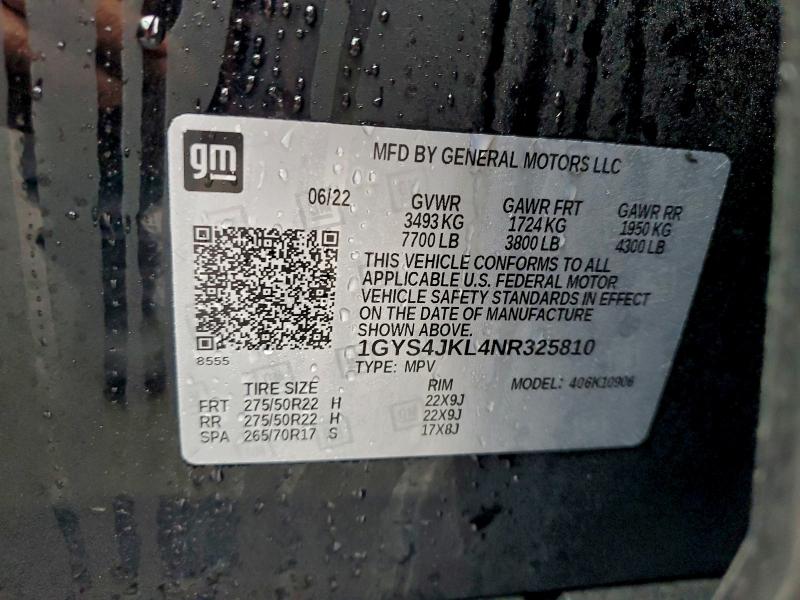 gm
MFD BY GENERAL MOTORS LLC
06/22 GVWR GAWR FRT GAWR RR
3493 KG 1724 KG 1950 KG
7700 LB 3800 LB 4300 LB
THIS VEHICLE CONFORMS TO ALL
APPLICABLE U.S. FEDERAL MOTOR
VEHICLE SAFETY STANDARDS IN EFFECT
ON THE DATE OF MANUFACTURE
SHOWN ABOVE.
1GYS4JKL4NR325810
8555
TYPE: MPV
TIRE SIZE RIM MODEL: 406K10906
FRT 275/50R22 H 22X9J
RR 275/50R22 H 22X9J
SPA 265/70R17 S 17X8J